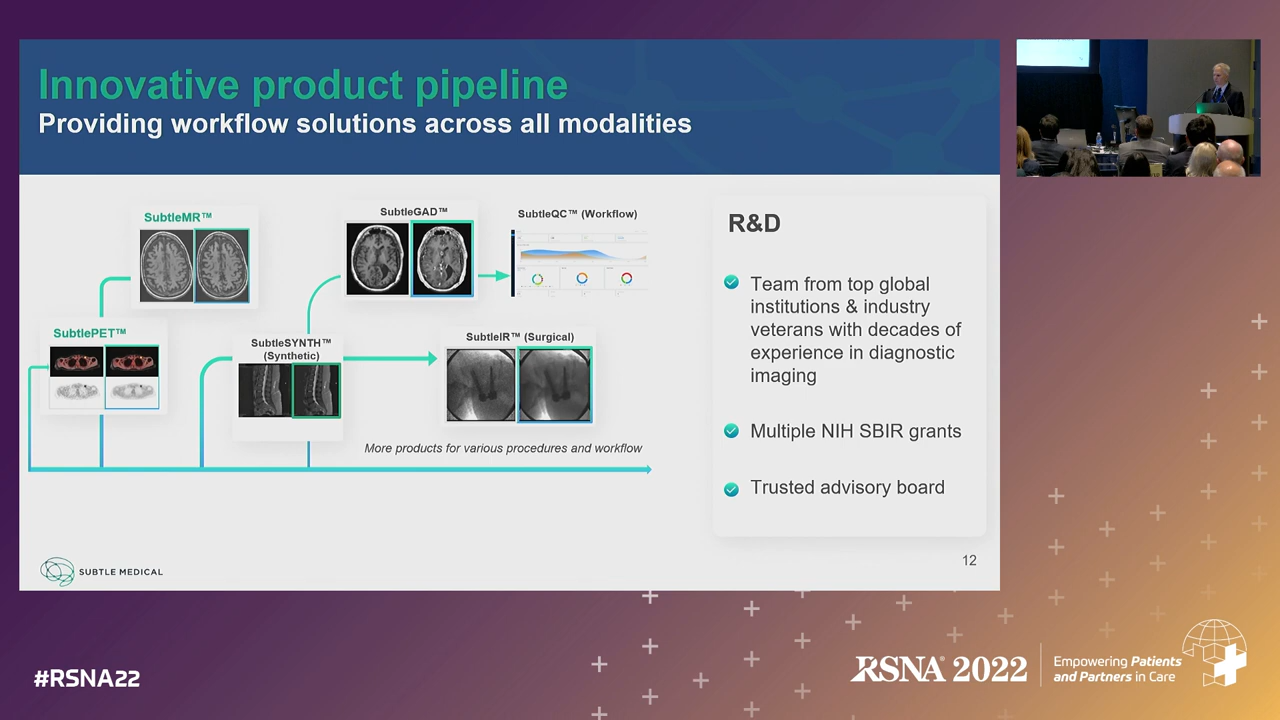 Innovative product pipeline
Providing workflow solutions across all modalities
SubtleMR™
SubtleGAD™
SubtleQC™ (Workflow)
SubtlePET™
SubtleSYNTH™
(Synthetic)
SubtleIR™ (Surgical)
More products for various procedures and workflow
R&D
Team from top global
institutions & industry
veterans with decades of
experience in diagnostic
imaging
Multiple NIH SBIR grants
Trusted advisory board
SUBTLE MEDICAL
12
#RSNA22
RSNA® 2022
Empowering Patients
and Partners in Care